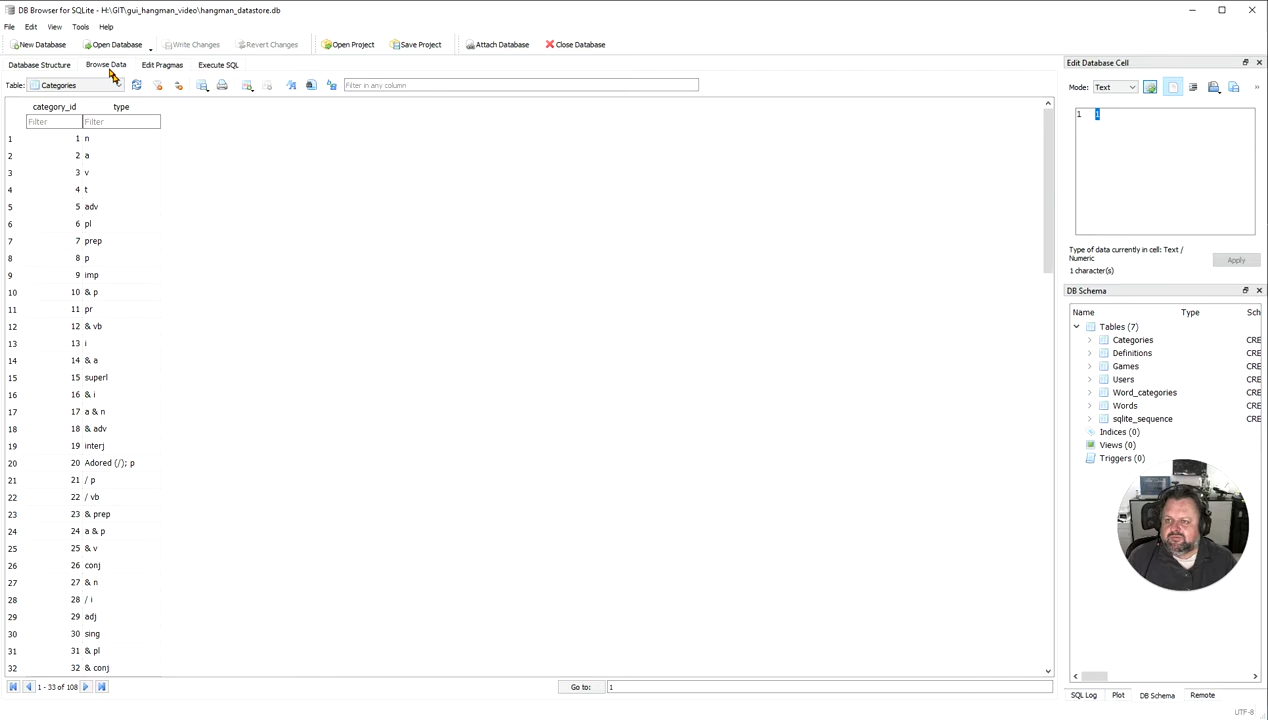 DB Browser for SQLite - H:\GIT\gui_hangman_video\hangman_datastore.db
File Edit View Tools Help
New Database Open Database Write Changes Revert Changes Open Project Save Project Attach Database Close Database
Database Structure Browse Data Edit Pragmas Execute SQL
Table: Categories Filter in any column
category_id type
Filter Filter
1 1 n
2 2 a
3 3 v
4 4 t
5 5 adv
6 6 pl
7 7 prep
8 8 p
9 9 imp
10 10 & p
11 11 pr
12 12 & vb
13 13 i
14 14 & a
15 15 superl
16 16 & i
17 17 a & n
18 18 & adv
19 19 interj
20 20 Adored (/); p
21 21 / p
22 22 / vb
23 23 & prep
24 24 a & p
25 25 & v
26 26 conj
27 27 & n
28 28 / i
29 29 adj
30 30 sing
31 31 & pl
32 32 & conj
1 - 33 of 108 Go to: 1
Edit Database Cell
Mode: Text
1 1
Type of data currently in cell: Text /
Numeric
1 character(s)
Apply
DB Schema
Name Type Sch
Tables (7)
Categories CRE
Definitions CRE
Games CRE
Users CRE
Word_categories CRE
Words CRE
sqlite_sequence CRE
Indices (0)
Views (0)
Triggers (0)
SQL Log Plot DB Schema Remote
UTF-8